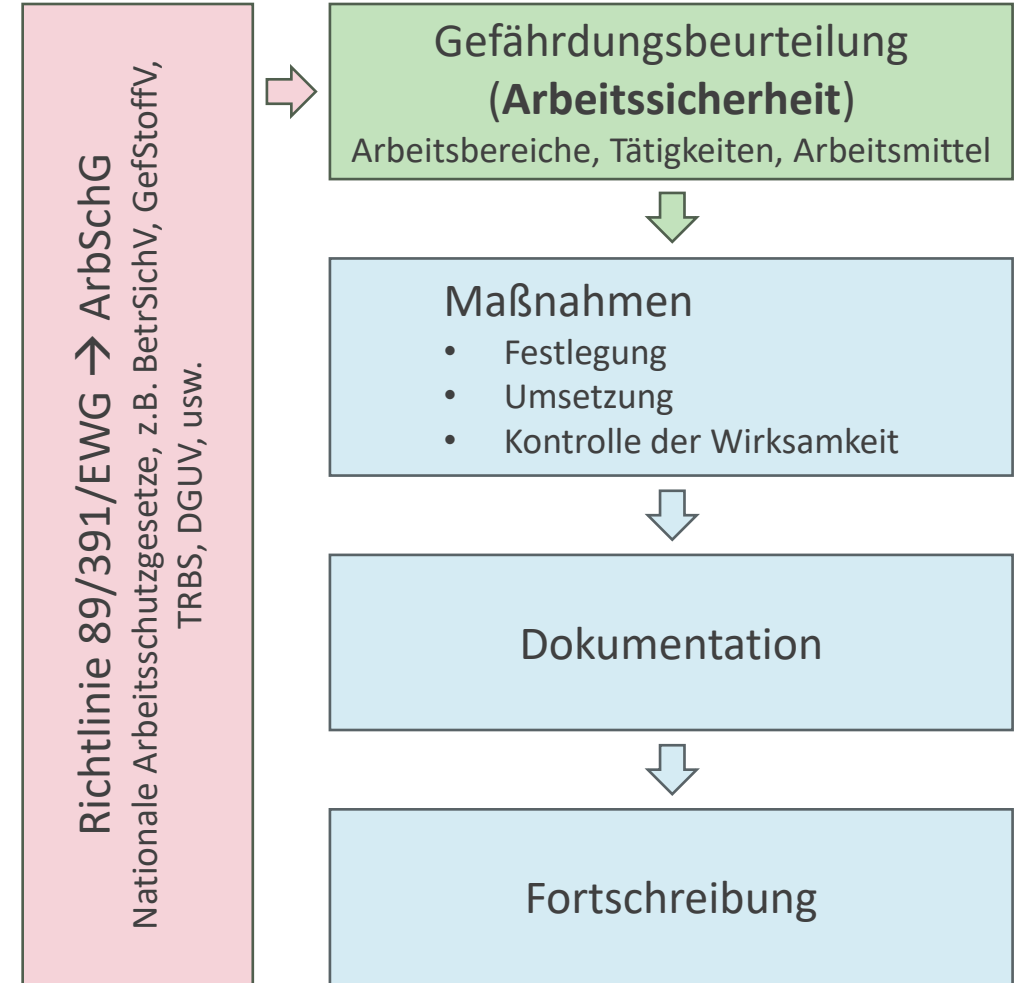 Richtlinie 89/391/EWG → ArbSchG
Nationale Arbeitsschutzgesetze, z.B. BetrSichV, GefStoffV,
TRBS, DGUV, usw.
Gefährdungsbeurteilung
(Arbeitssicherheit)
Arbeitsbereiche, Tätigkeiten, Arbeitsmittel
Maßnahmen
• Festlegung
• Umsetzung
• Kontrolle der Wirksamkeit
Dokumentation
Fortschreibung